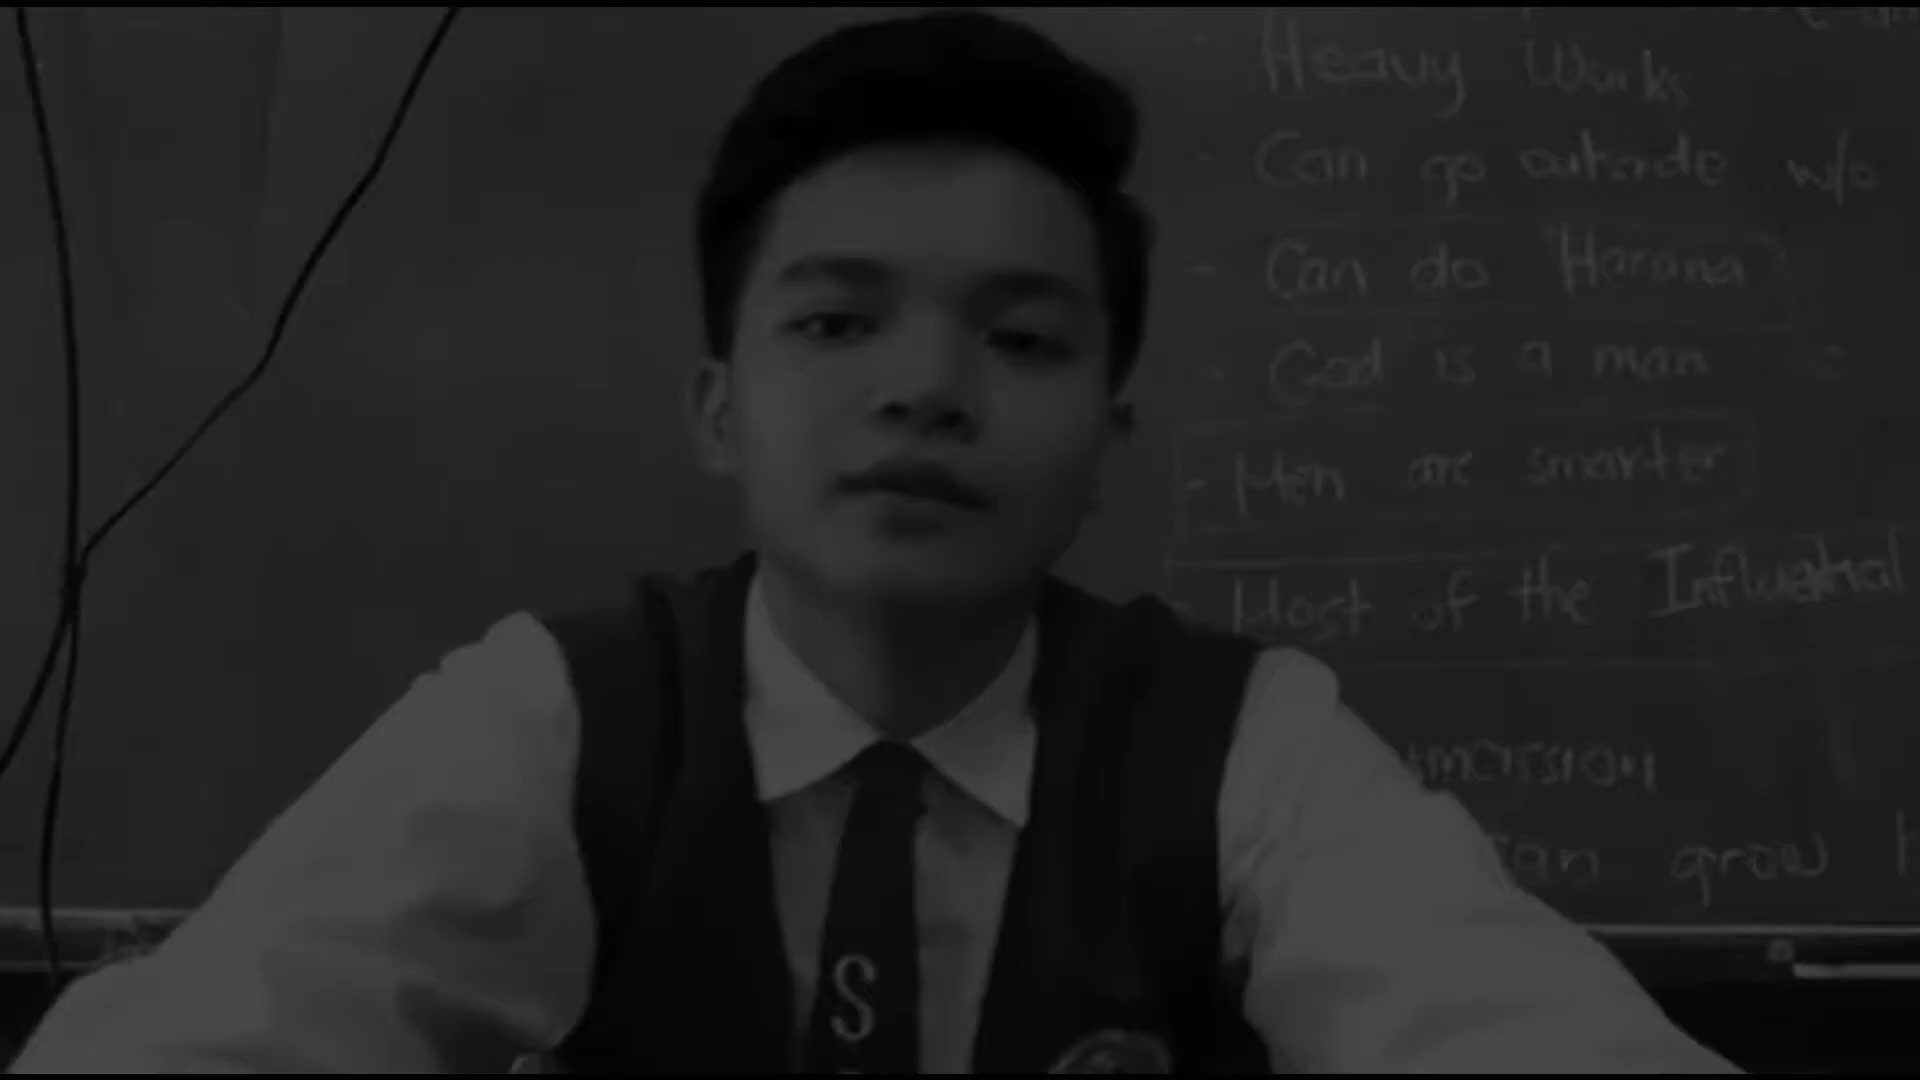 Heavy Works
- Can go outside w/o
- Can do "Harana"
- God is a man
- Men are smarter
Most of the Influential
mersion
can grow
S